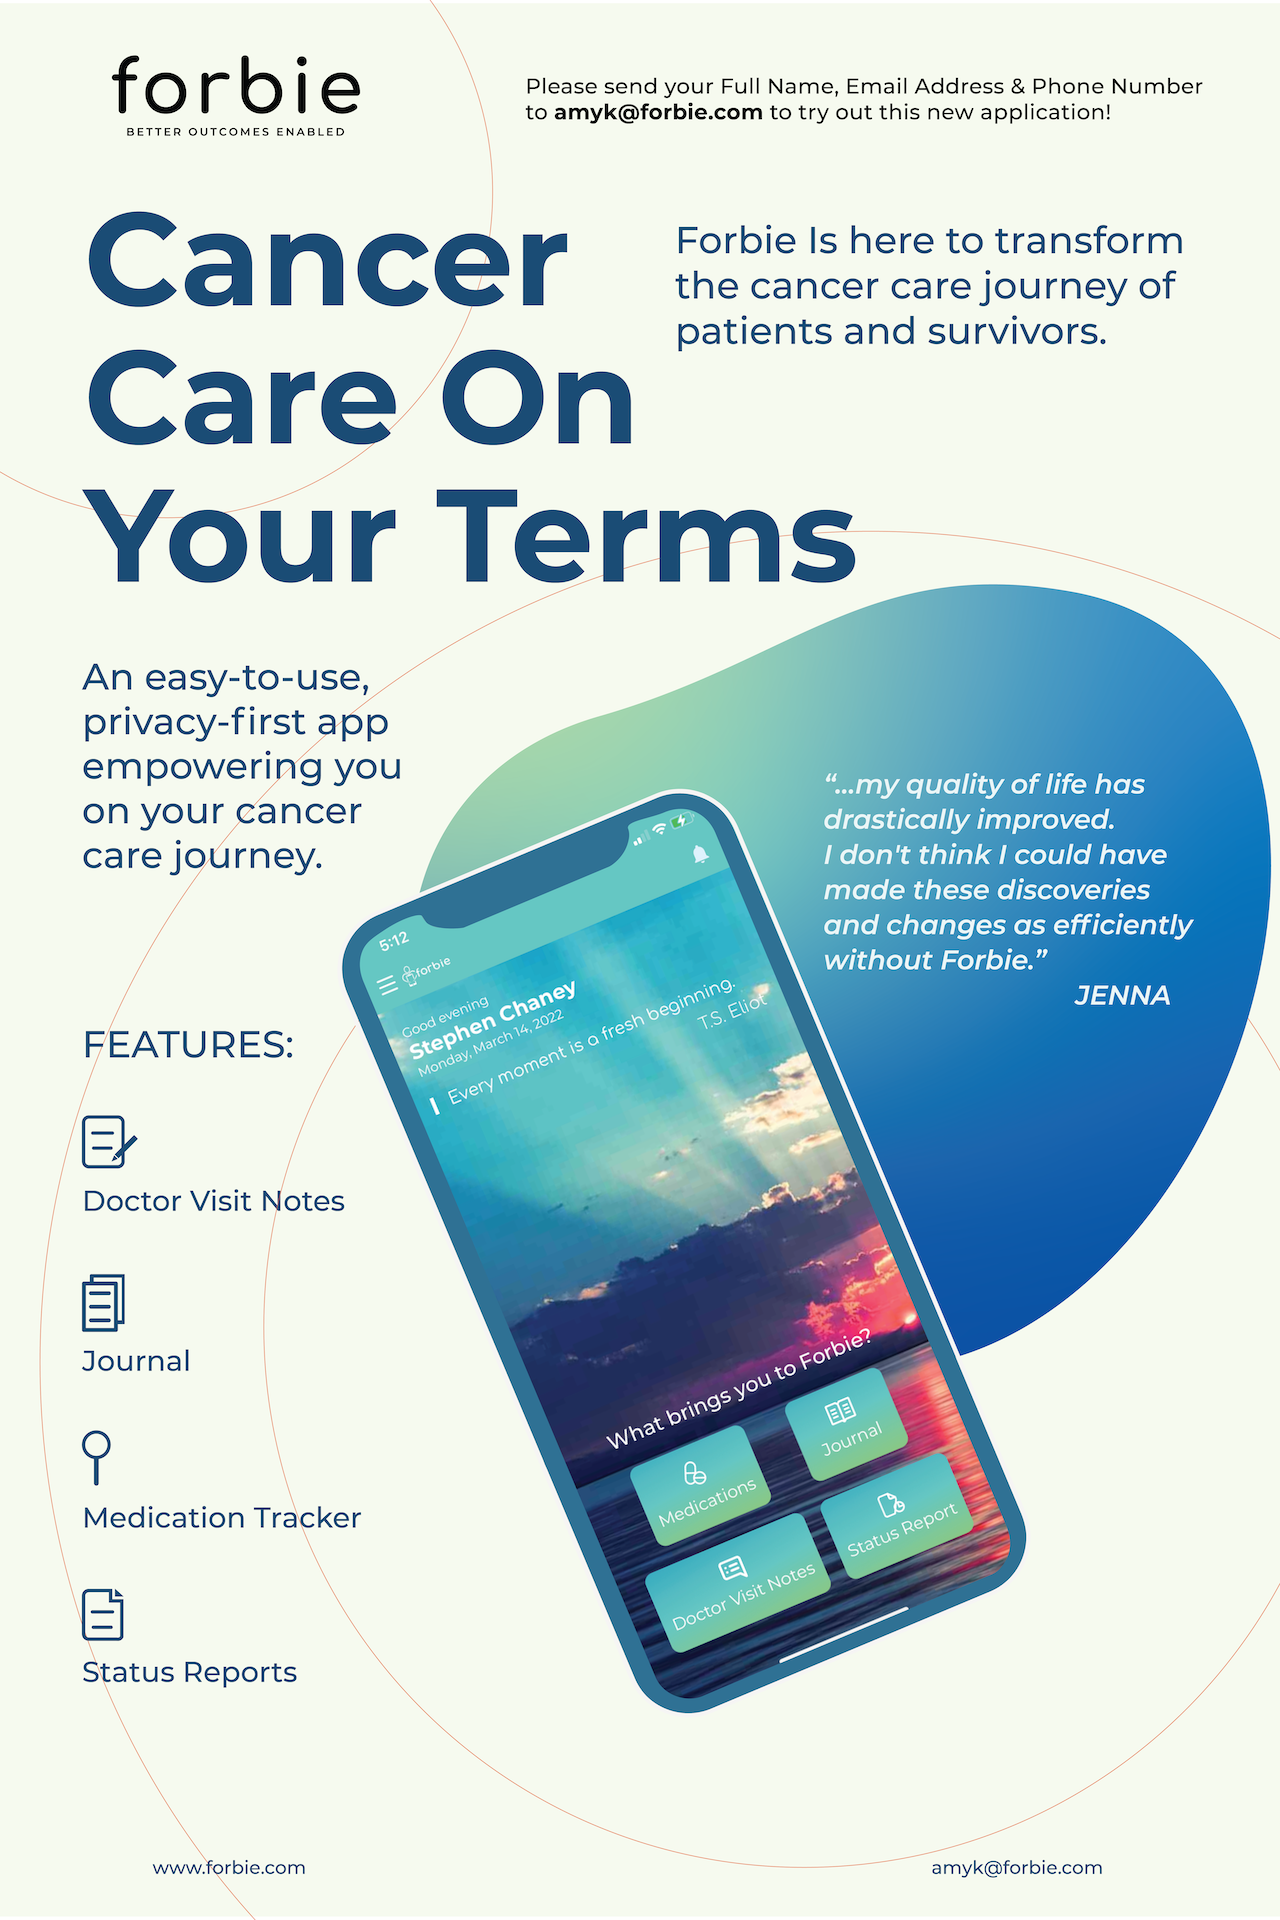 forbie
BETTER OUTCOMES ENABLED
Please send your Full Name, Email Address & Phone Number
to amyk@forbie.com to try out this new application!
Cancer
Care On
Your Terms
Forbie Is here to transform
the cancer care journey of
patients and survivors.
An easy-to-use,
privacy-first app
empowering you
on your cancer
care journey.
“...my quality of life has
drastically improved.
I don't think I could have
made these discoveries
and changes as efficiently
without Forbie.”
JENNA
FEATURES:
Doctor Visit Notes
Journal
Medication Tracker
Status Reports
5:12
forbie
Good evening
Stephen Chaney
Monday, March 14, 2022
Every moment is a fresh beginning.
T.S. Eliot
What brings you to Forbie?
Medications
Journal
Doctor Visit Notes
Status Report
www.forbie.com
amyk@forbie.com